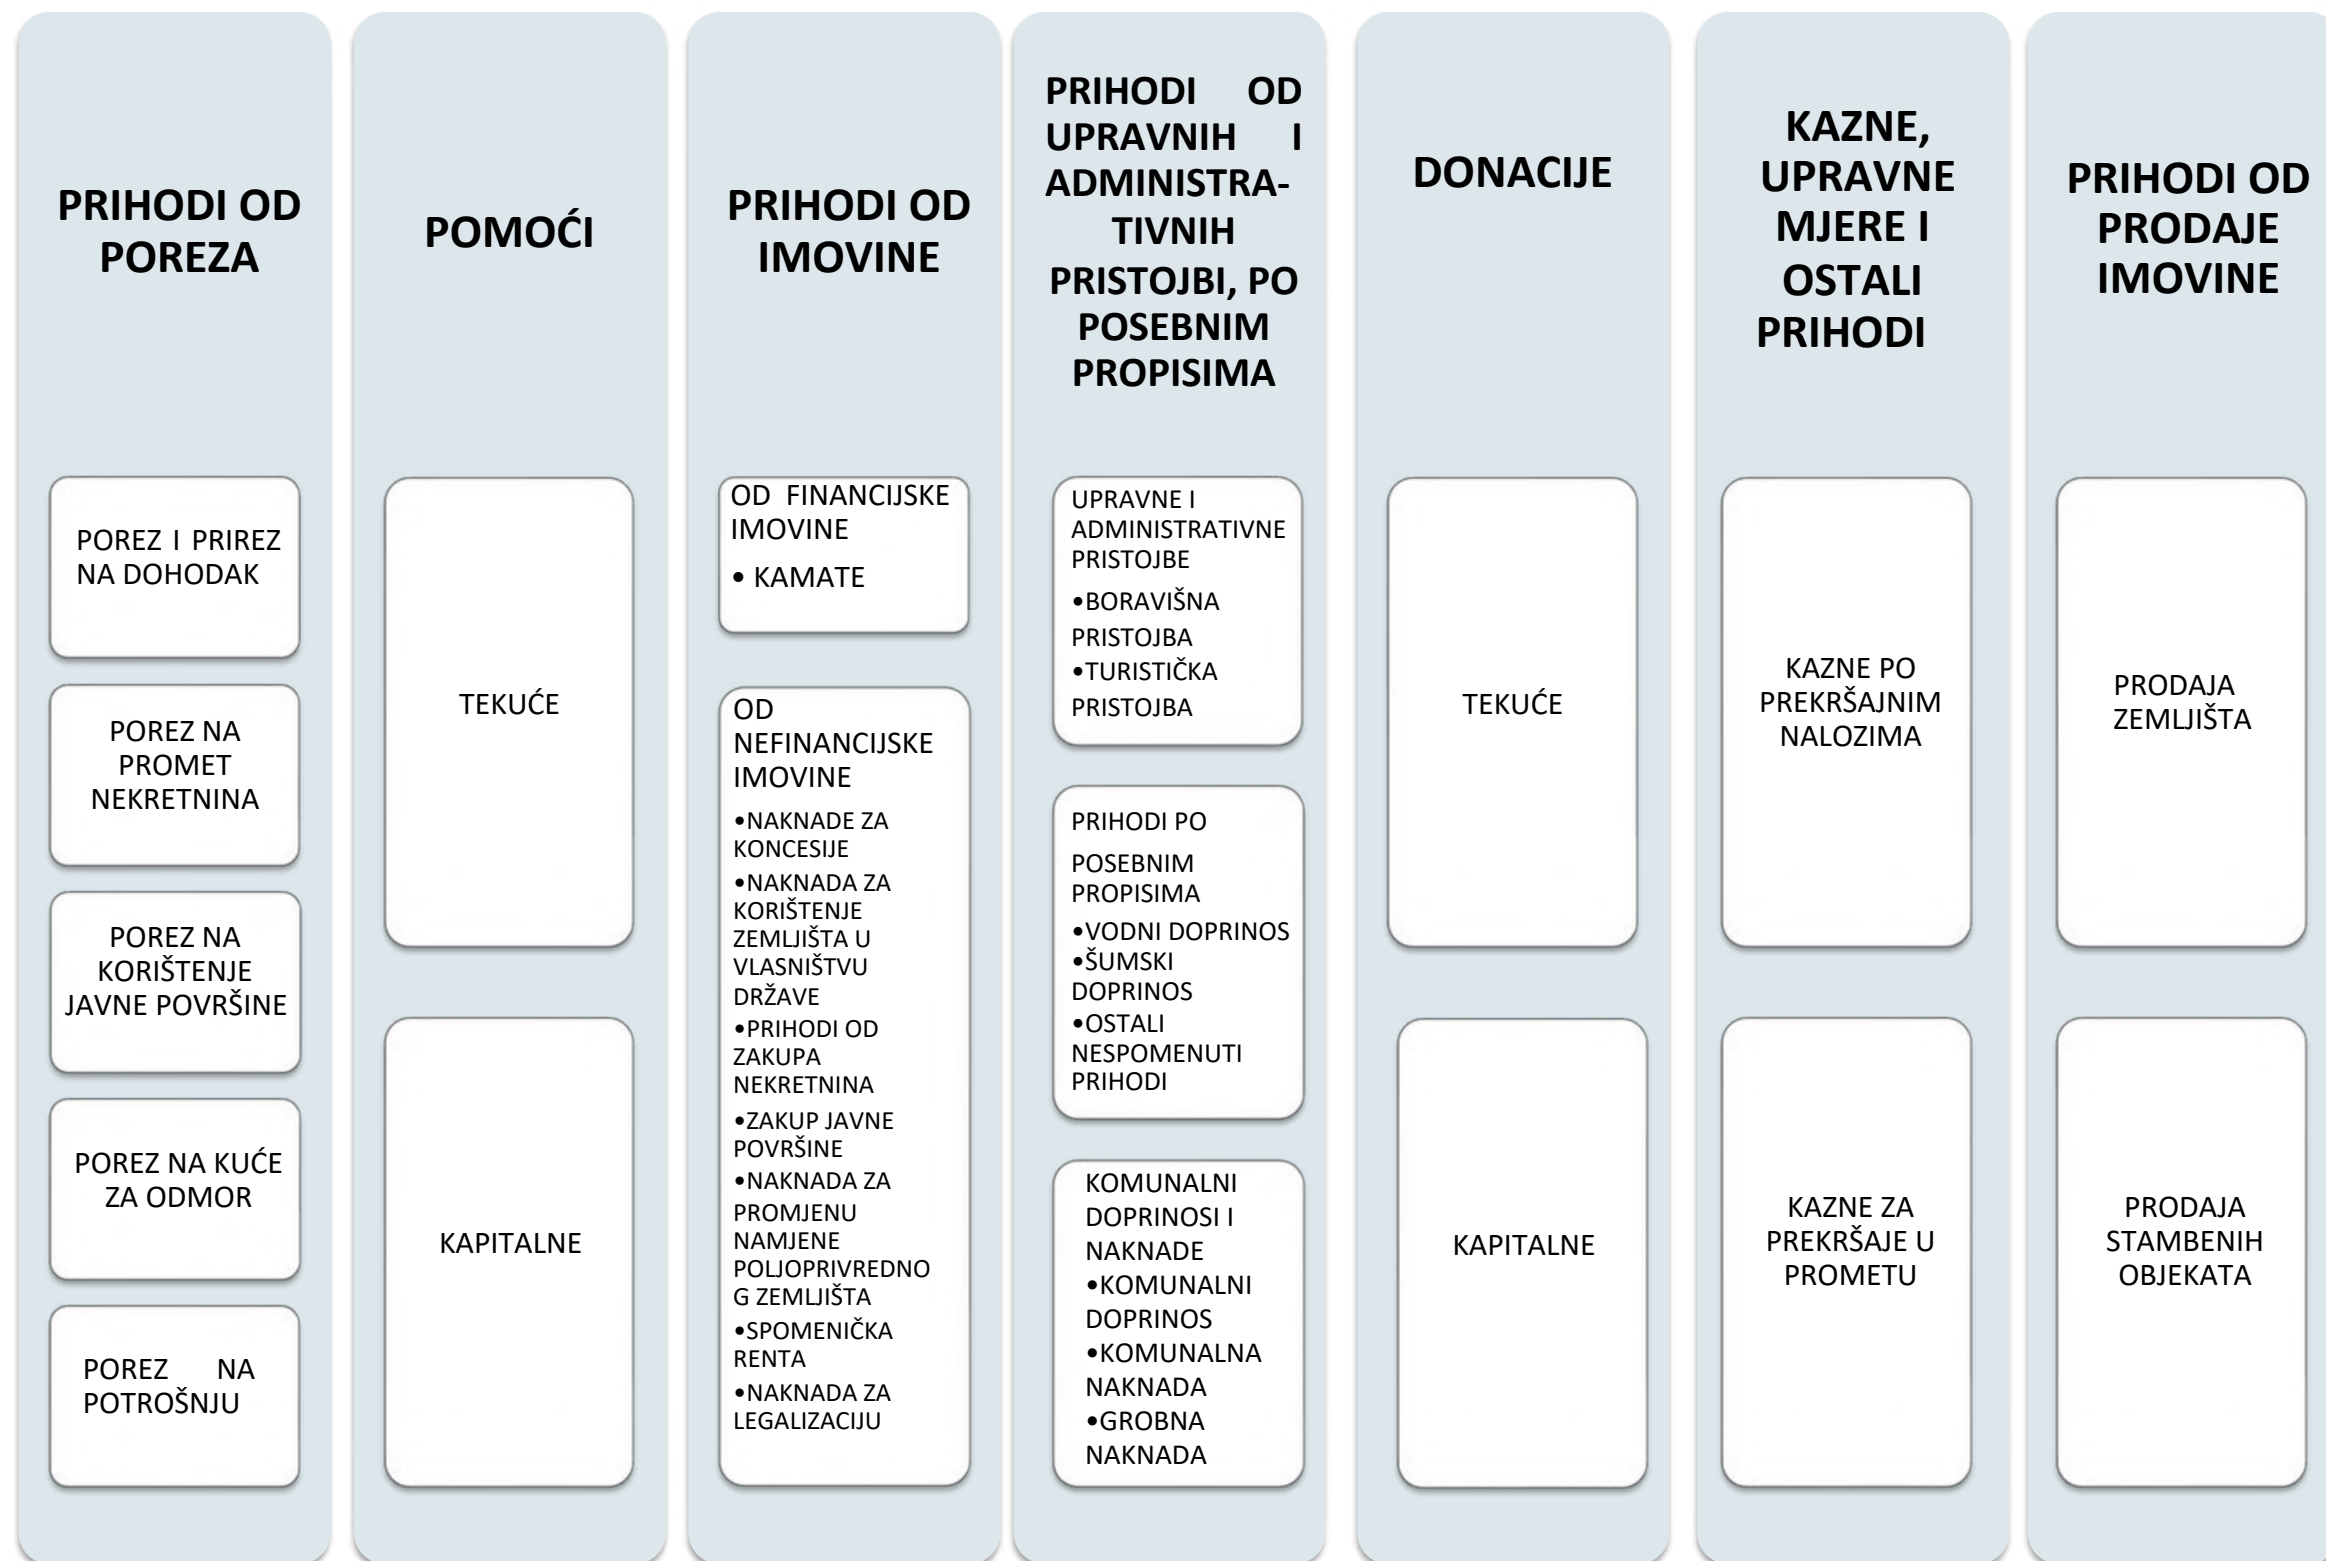 PRIHODI OD
POREZA
POREZ I PRIREZ
NA DOHODAK
POREZ NA
PROMET
NEKRETNINA
POREZ NA
KORIŠTENJE
JAVNE POVRŠINE
POREZ NA KUĆE
ZA ODMOR
POREZ NA
POTROŠNJU
POMOĆI
TEKUĆE
KAPITALNE
PRIHODI OD
IMOVINE
OD FINANCIJSKE
IMOVINE
• KAMATE
OD
NEFINANCIJSKE
IMOVINE
•NAKNADE ZA
KONCESIJE
•NAKNADA ZA
KORIŠTENJE
ZEMLJIŠTA U
VLASNIŠTVU
DRŽAVE
•PRIHODI OD
ZAKUPA
NEKRETNINA
•ZAKUP JAVNE
POVRŠINE
•NAKNADA ZA
PROMJENU
NAMJENE
POLJOPRIVREDNO
G ZEMLJIŠTA
•SPOMENIČKA
RENTA
•NAKNADA ZA
LEGALIZACIJU
PRIHODI OD
UPRAVNIH I
ADMINISTRA-
TIVNIH
PRISTOJBI, PO
POSEBNIM
PROPISIMA
UPRAVNE I
ADMINISTRATIVNE
PRISTOJBE
•BORAVIŠNA
PRISTOJBA
•TURISTIČKA
PRISTOJBA
PRIHODI PO
POSEBNIM
PROPISIMA
•VODNI DOPRINOS
•ŠUMSKI
DOPRINOS
•OSTALI
NESPOMENUTI
PRIHODI
KOMUNALNI
DOPRINOSI I
NAKNADE
•KOMUNALNI
DOPRINOS
•KOMUNALNA
NAKNADA
•GROBNA
NAKNADA
DONACIJE
TEKUĆE
KAPITALNE
KAZNE,
UPRAVNE
MJERE I
OSTALI
PRIHODI
KAZNE PO
PREKRŠAJNIM
NALOZIMA
KAZNE ZA
PREKRŠAJE U
PROMETU
PRIHODI OD
PRODAJE
IMOVINE
PRODAJA
ZEMLJIŠTA
PRODAJA
STAMBENIH
OBJEKATA